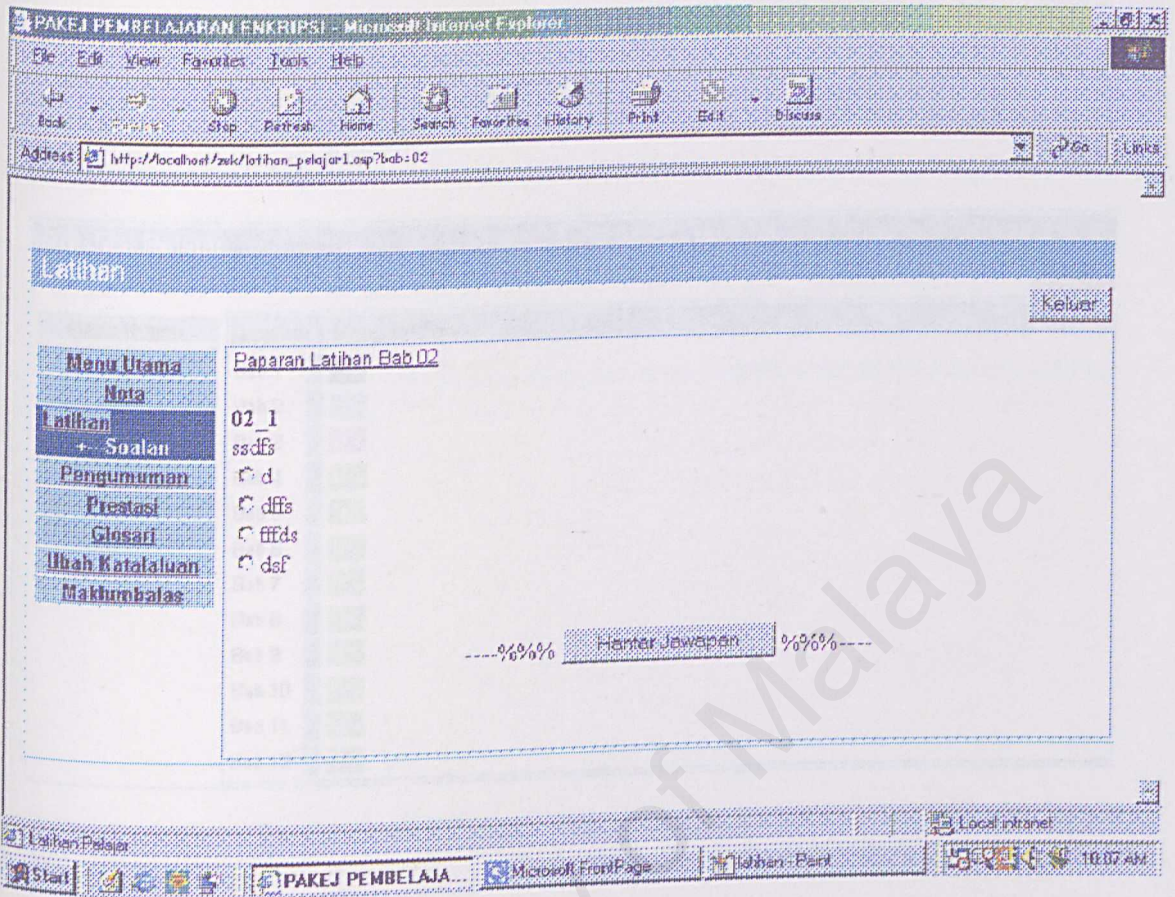 PAKEJ PEMBELAJARAN ENKRIPSI - Microsoft Internet Explorer
File Edit View Favorites Tools Help
Back Stop Refresh Home Search Favorites History Print Edit Discuss
Address http://localhost/zek/latihan_pelajar1.asp?bab=02 Go Links
Latihan
Keluar
Menu Utama
Nota
Latihan
+-- Soalan
Pengumuman
Prestasi
Glosari
Ubah Katalaluan
Maklumbalas
Paparan Latihan Bab 02
02_1
ssdfs
d
dffs
fffds
dsf
----%%% Hantar Jawapan %%%----
Latihan Pelajar Local intranet
Start PAKEJ PEMBELAJA... Microsoft FrontPage latihan - Paint 10:07 AM
of Malaya